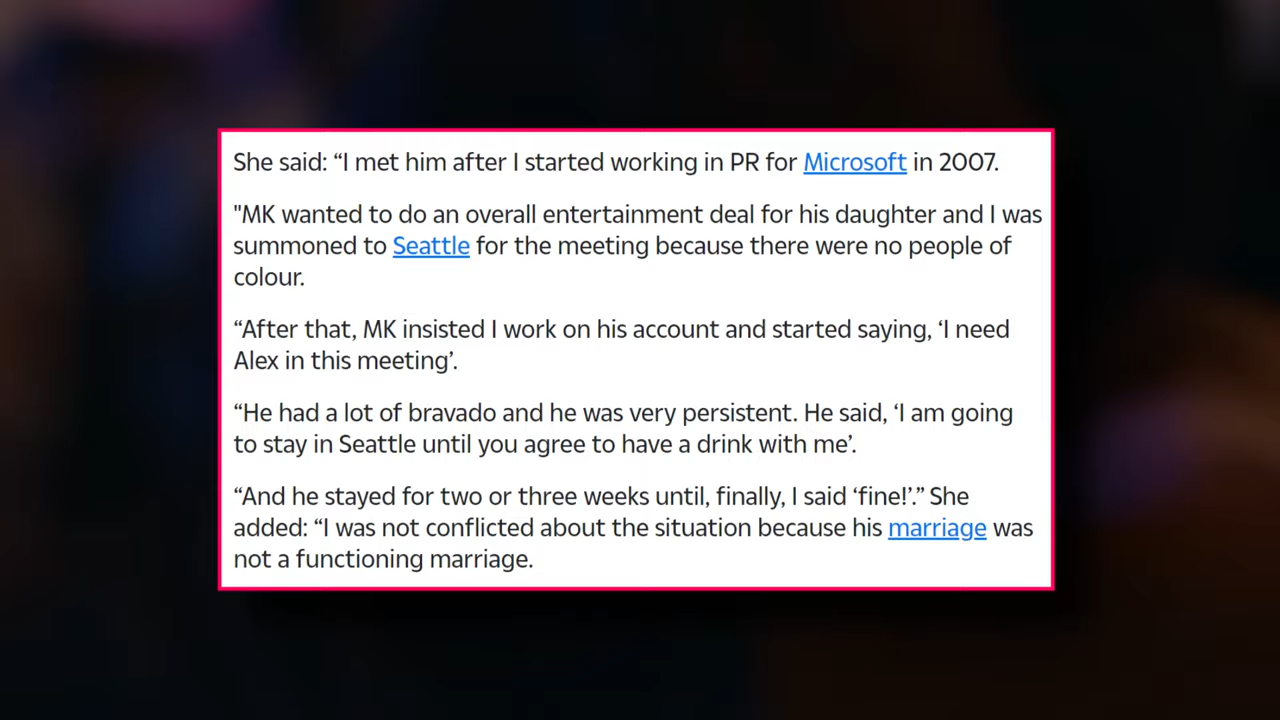 She said: “I met him after I started working in PR for Microsoft in 2007.
"MK wanted to do an overall entertainment deal for his daughter and I was
summoned to Seattle for the meeting because there were no people of
colour.
“After that, MK insisted I work on his account and started saying, ‘I need
Alex in this meeting’.
“He had a lot of bravado and he was very persistent. He said, ‘I am going
to stay in Seattle until you agree to have a drink with me’.
“And he stayed for two or three weeks until, finally, I said ‘fine!’.” She
added: “I was not conflicted about the situation because his marriage was
not a functioning marriage.